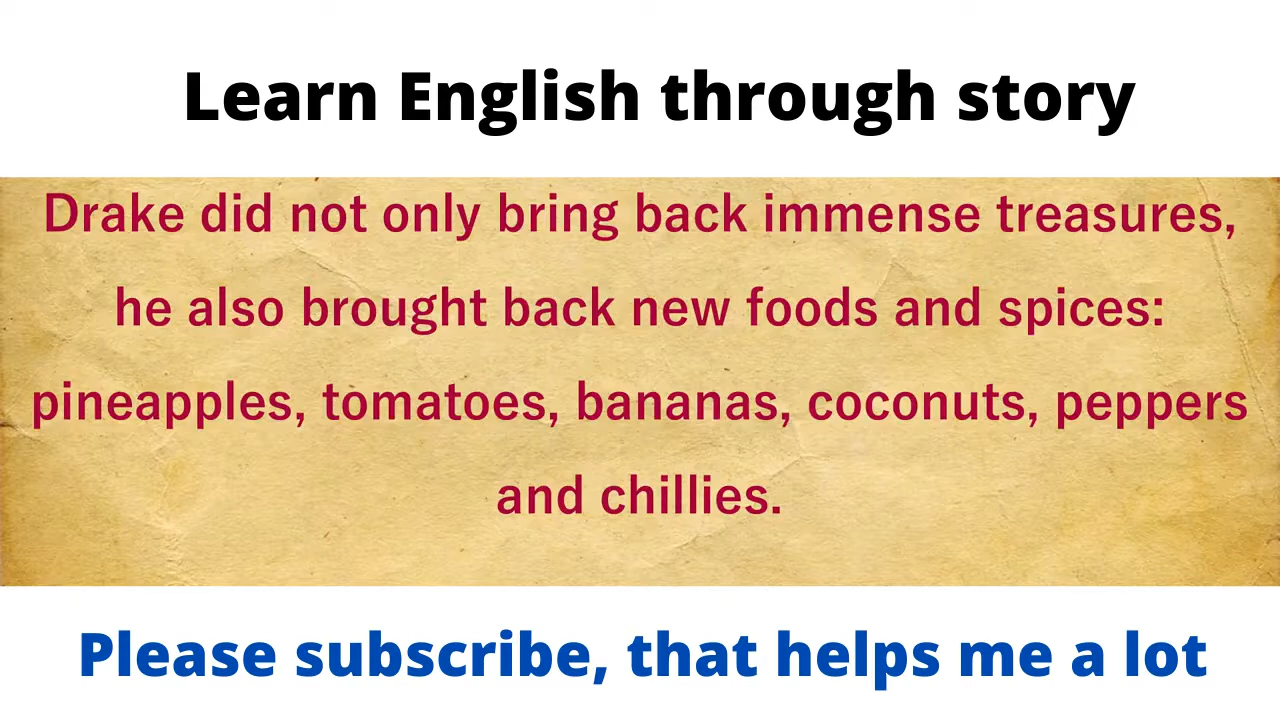 Learn English through story
Drake did not only bring back immense treasures,
he also brought back new foods and spices:
pineapples, tomatoes, bananas, coconuts, peppers
and chillies.
Please subscribe, that helps me a lot